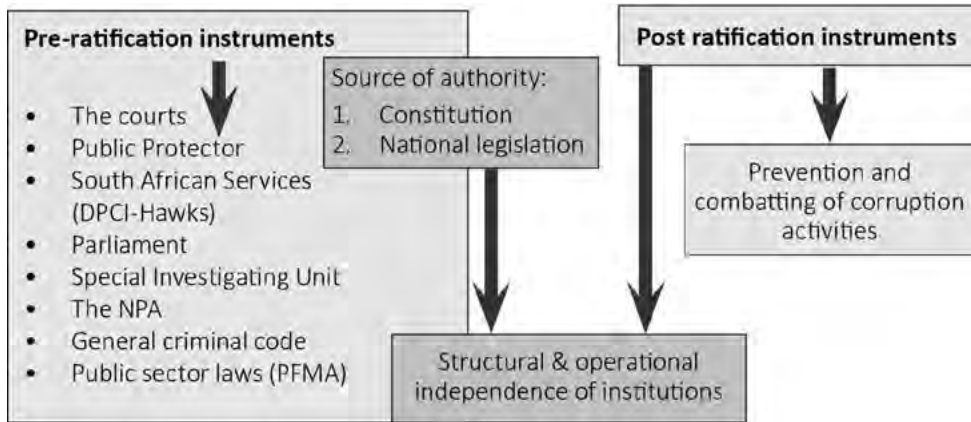 Pre-ratification instruments
• The courts
• Public Protector
• South African Services
(DPCI-Hawks)
• Parliament
• Special Investigating Unit
• The NPA
• General criminal code
• Public sector laws (PFMA)
Source of authority:
1. Constitution
2. National legislation
Post ratification instruments
Prevention and
combatting of corruption
activities
Structural & operational
independence of institutions